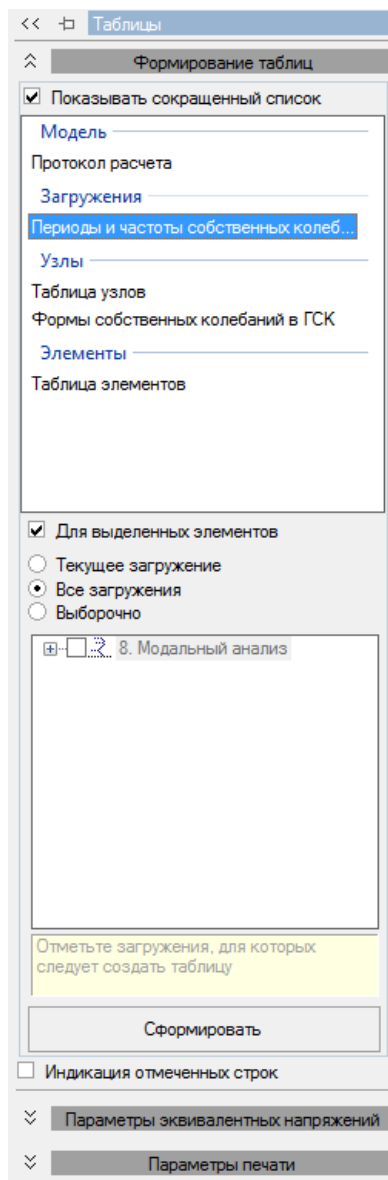 << Таблицы
Формирование таблиц
Показывать сокращенный список
Модель
Протокол расчета
Загружения
Периоды и частоты собственных колеб...
Узлы
Таблица узлов
Формы собственных колебаний в ГСК
Элементы
Таблица элементов
Для выделенных элементов
Текущее загружение
Все загружения
Выборочно
8. Модальный анализ
Отметьте загружения, для которых
следует создать таблицу
Сформировать
Индикация отмеченных строк
Параметры эквивалентных напряжений
Параметры печати